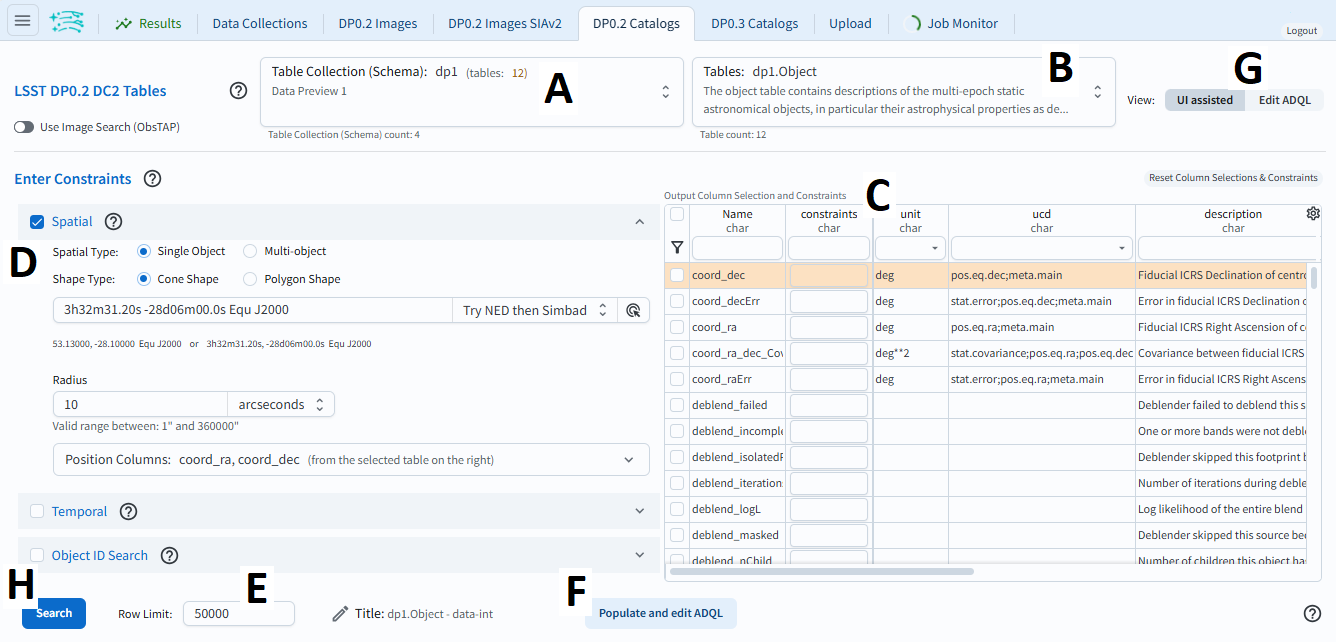 Results Data Collections DP0.2 Images DP0.2 Images SIAv2 DP0.2 Catalogs DP0.3 Catalogs Upload Job Monitor Logout
LSST DP0.2 DC2 Tables
Use Image Search (ObsTAP)
Table Collection (Schema): dp1 (tables: 12)
Data Preview 1
Table Collection (Schema) count: 4
A
Tables: dp1.Object
The object table contains descriptions of the multi-epoch static
astronomical objects, in particular their astrophysical properties as de...
Table count: 12
B
G
View: UI assisted Edit ADQL
Enter Constraints
Reset Column Selections & Constraints
D
Spatial
Spatial Type: Single Object Multi-object
Shape Type: Cone Shape Polygon Shape
3h32m31.20s -28d06m00.0s Equ J2000 Try NED then Simbad
53.13000, -28.10000 Equ J2000 or 3h32m31.20s, -28d06m00.0s Equ J2000
Radius
10 arcseconds
Valid range between: 1" and 360000"
Position Columns: coord_ra, coord_dec (from the selected table on the right)
Temporal
Object ID Search
Output Column Selection and Constraints
C
Name constraints unit ucd description
char char char char char
coord_dec deg pos.eq.dec;meta.main Fiducial ICRS Declination of centr
coord_decErr deg stat.error;pos.eq.dec;meta.main Error in fiducial ICRS Declination
coord_ra deg pos.eq.ra;meta.main Fiducial ICRS Right Ascension of c
coord_ra_dec_Cov deg**2 stat.covariance;pos.eq.ra;pos.eq.dec Covariance between fiducial ICRS
coord_raErr deg stat.error;pos.eq.ra;meta.main Error in fiducial ICRS Right Ascens
deblend_failed Deblender failed to deblend this s
deblend_incomple One or more bands were not debl
deblend_isolatedP Deblender skipped this footprint b
deblend_iteration Number of iterations during deble
deblend_logL Log likelihood of the entire blend
deblend_masked Deblender skipped this source bec
deblend_nChild Number of children this object has
H
Search
E
Row Limit: 50000
Title: dp1.Object - data-int
F
Populate and edit ADQL